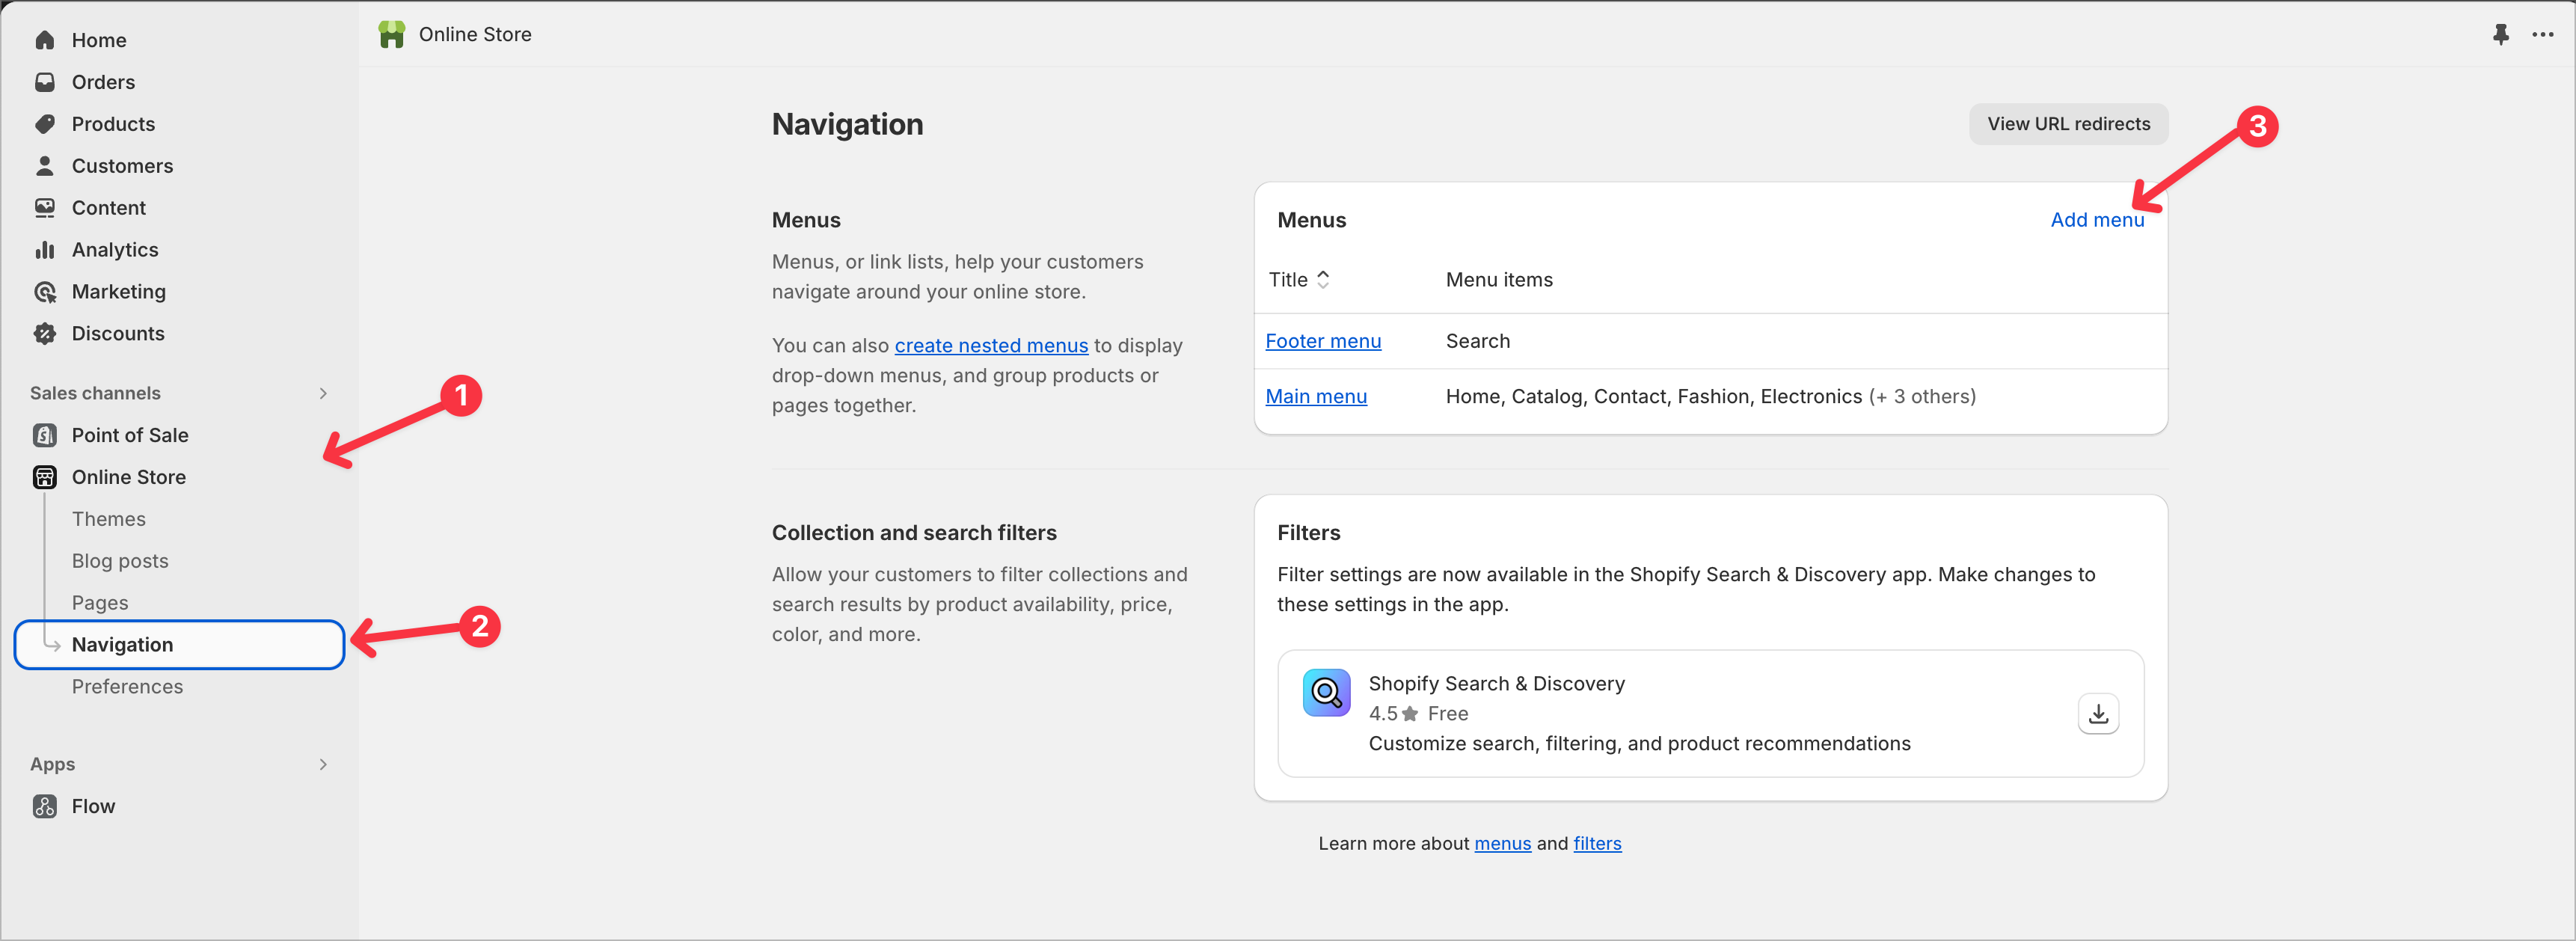 Home
Orders
Products
Customers
Content
Analytics
Marketing
Discounts
Sales channels
Point of Sale
Online Store
Themes
Blog posts
Pages
Navigation
Preferences
Apps
Flow
1
2
Online Store
Navigation
View URL redirects
3
Menus
Menus, or link lists, help your customers
navigate around your online store.
You can also create nested menus to display
drop-down menus, and group products or
pages together.
Menus
Add menu
Title
Menu items
Footer menu
Search
Main menu
Home, Catalog, Contact, Fashion, Electronics (+ 3 others)
Collection and search filters
Allow your customers to filter collections and
search results by product availability, price,
color, and more.
Filters
Filter settings are now available in the Shopify Search & Discovery app. Make changes to
these settings in the app.
Shopify Search & Discovery
4.5★ Free
Customize search, filtering, and product recommendations
Learn more about menus and filters